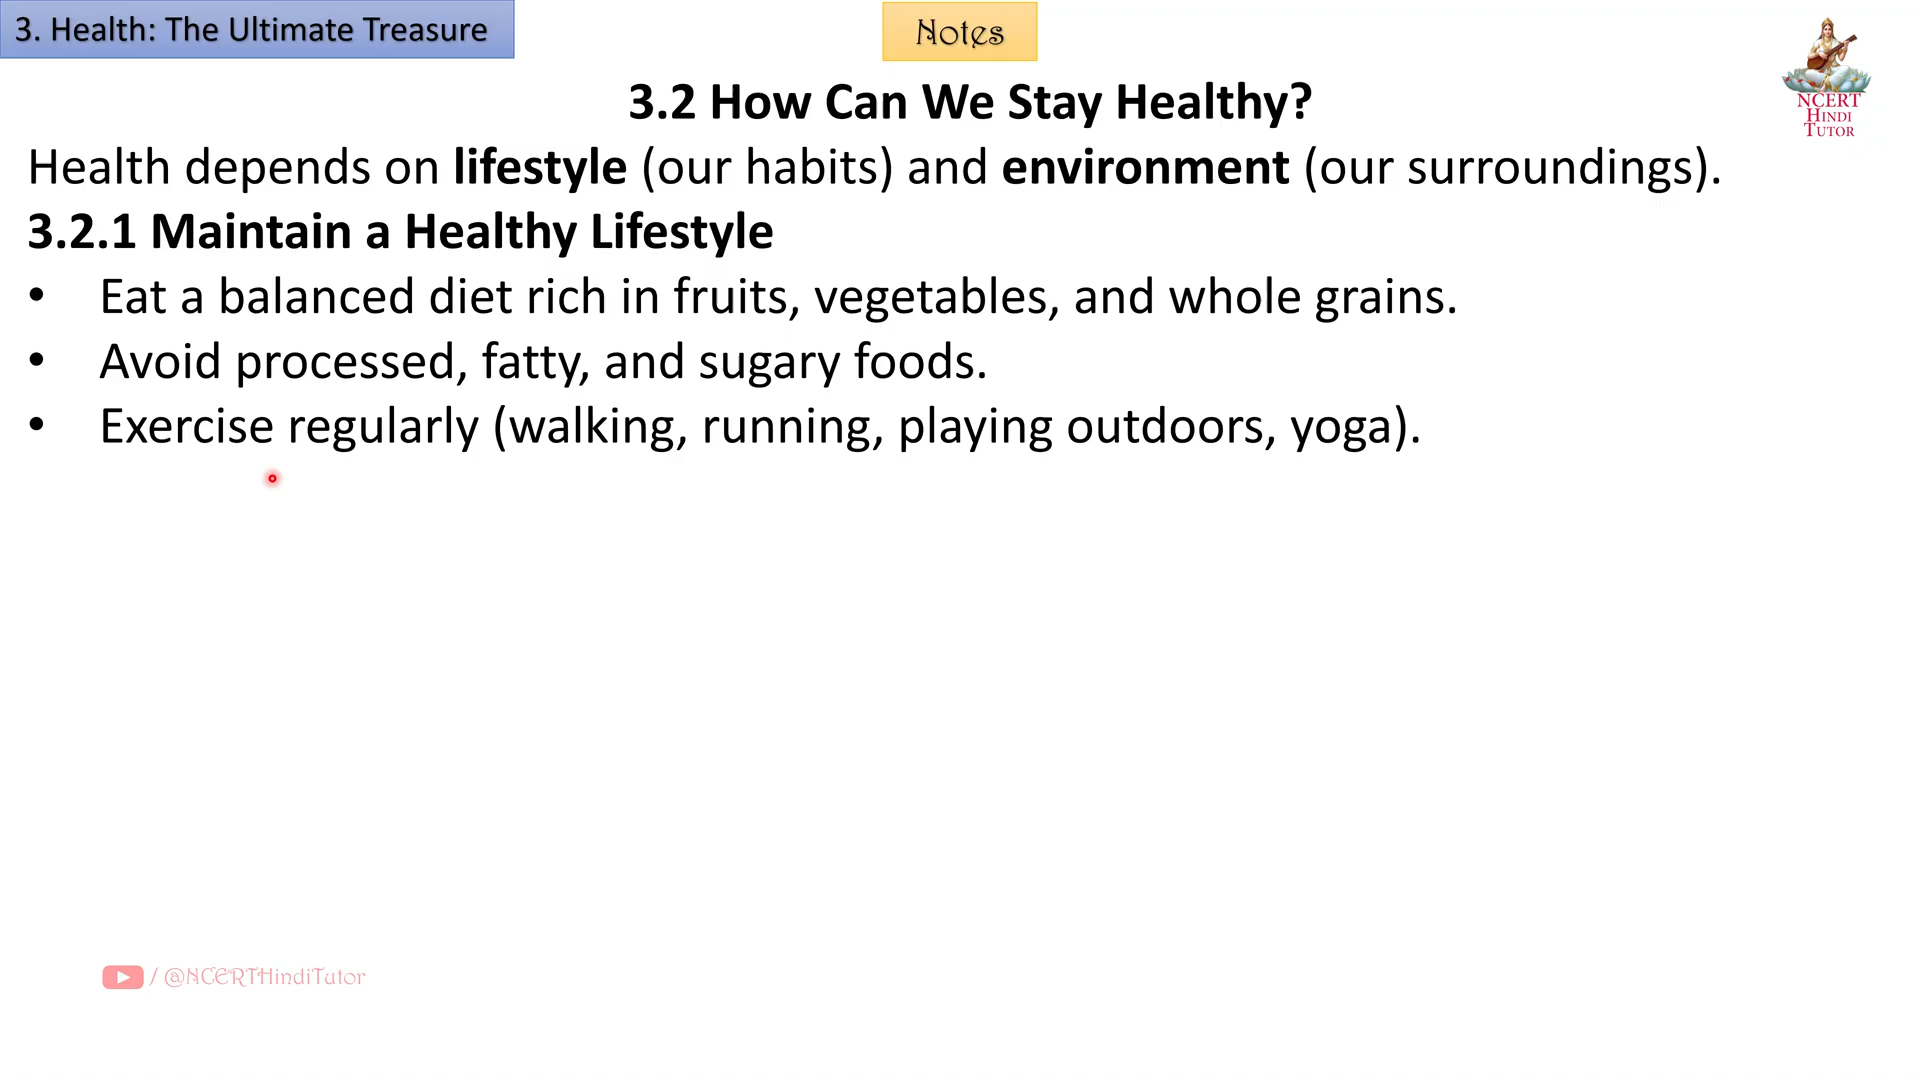 3. Health: The Ultimate Treasure
Notes
NCERT
HINDI
TUTOR
3.2 How Can We Stay Healthy?
Health depends on lifestyle (our habits) and environment (our surroundings).
3.2.1 Maintain a Healthy Lifestyle
• Eat a balanced diet rich in fruits, vegetables, and whole grains.
• Avoid processed, fatty, and sugary foods.
• Exercise regularly (walking, running, playing outdoors, yoga).
/ @NCERTHindiTutor